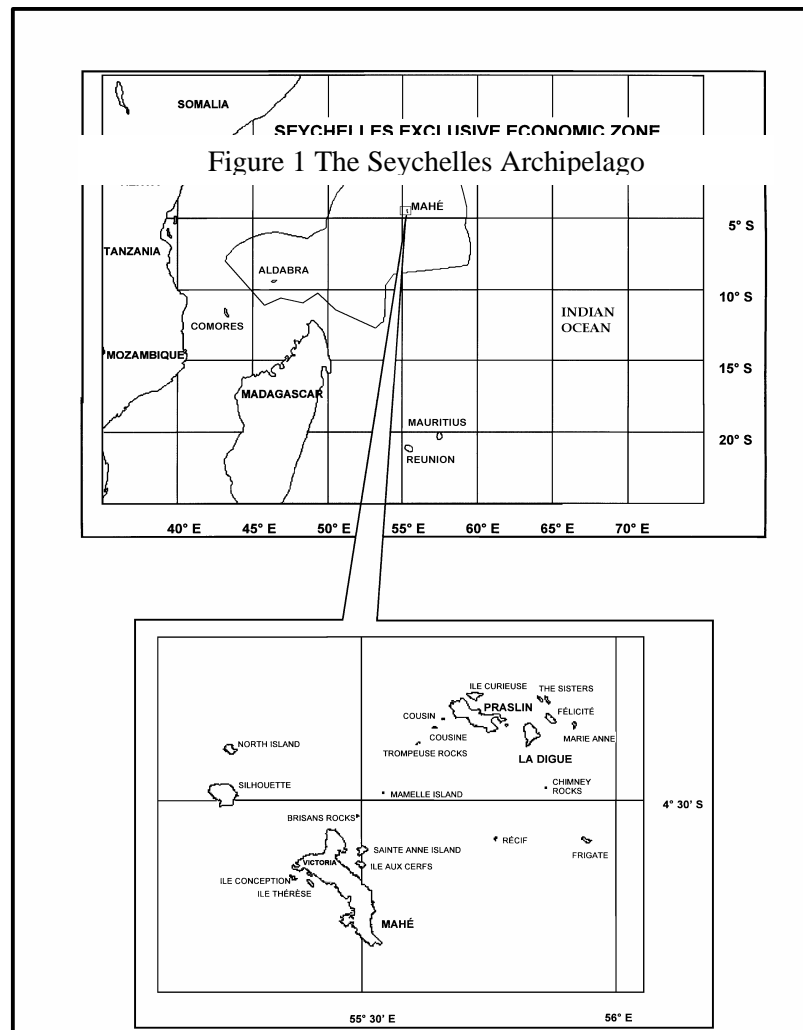 SOMALIA
SEYCHELLES EXCLUSIVE ECONOMIC ZONE
Figure 1 The Seychelles Archipelago
MAHÉ
5° S
TANZANIA
ALDABRA
10° S
COMORES
INDIAN
OCEAN
MOZAMBIQUE
15° S
MADAGASCAR
MAURITIUS
20° S
REUNION
40° E 45° E 50° E 55° E 60° E 65° E 70° E
ILE CURIEUSE
THE SISTERS
PRASLIN
COUSIN
FÉLICITÉ
COUSINE
MARIE ANNE
NORTH ISLAND
TROMPEUSE ROCKS
LA DIGUE
SILHOUETTE
CHIMNEY
ROCKS
MAMELLE ISLAND
4° 30' S
BRISANS ROCKS
SAINTE ANNE ISLAND
RÉCIF
FRIGATE
VICTORIA
ILE AUX CERFS
ILE CONCEPTION
ILE THÉRÈSE
MAHÉ
55° 30' E 56° E